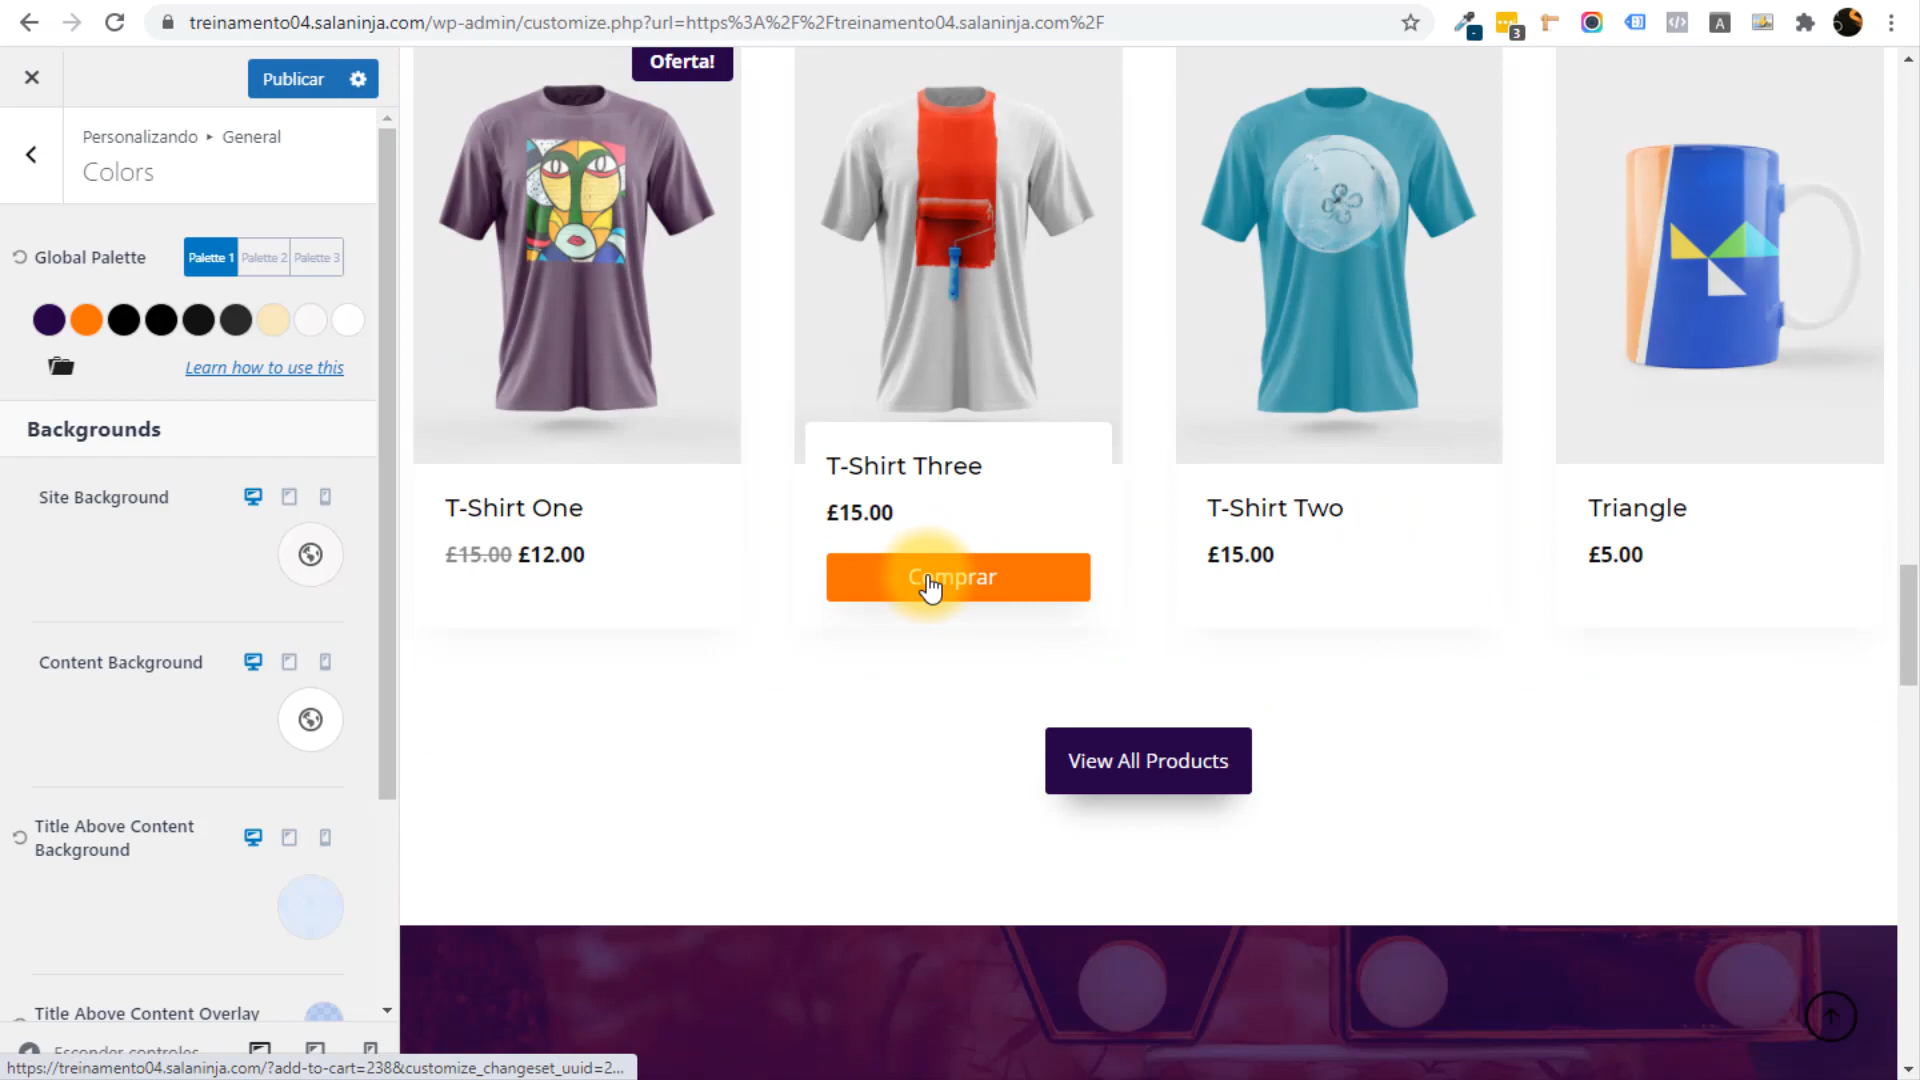 treinamento04.salaninja.com/wp-admin/customize.php?url=https%3A%2F%2Ftreinamento04.salaninja.com%2F
3
A
Publicar
Personalizando ▸ General
Colors
Global Palette
Palette 1
Palette 2
Palette 3
Learn how to use this
Backgrounds
Site Background
Content Background
Title Above Content
Background
Title Above Content Overlay
Esconder controles
Oferta!
T-Shirt One
£15.00 £12.00
T-Shirt Three
£15.00
Comprar
T-Shirt Two
£15.00
Triangle
£5.00
View All Products
https://treinamento04.salaninja.com/?add-to-cart=238&customize_changeset_uuid=2...